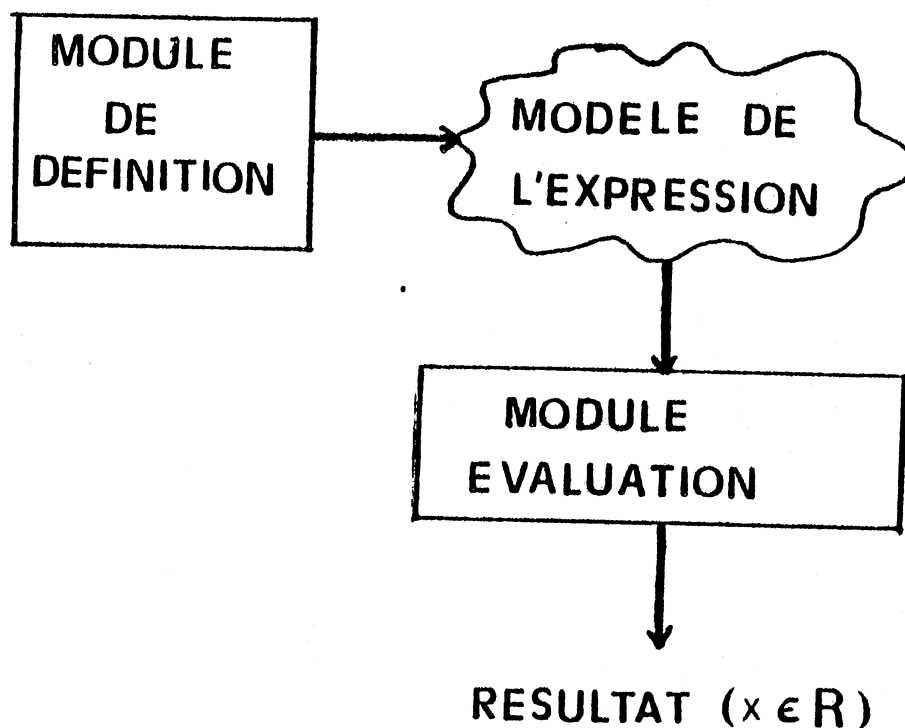 MODULE
DE
DEFINITION
MODELE DE
L'EXPRESSION
MODULE
EVALUATION
RESULTAT (x ϵ R)